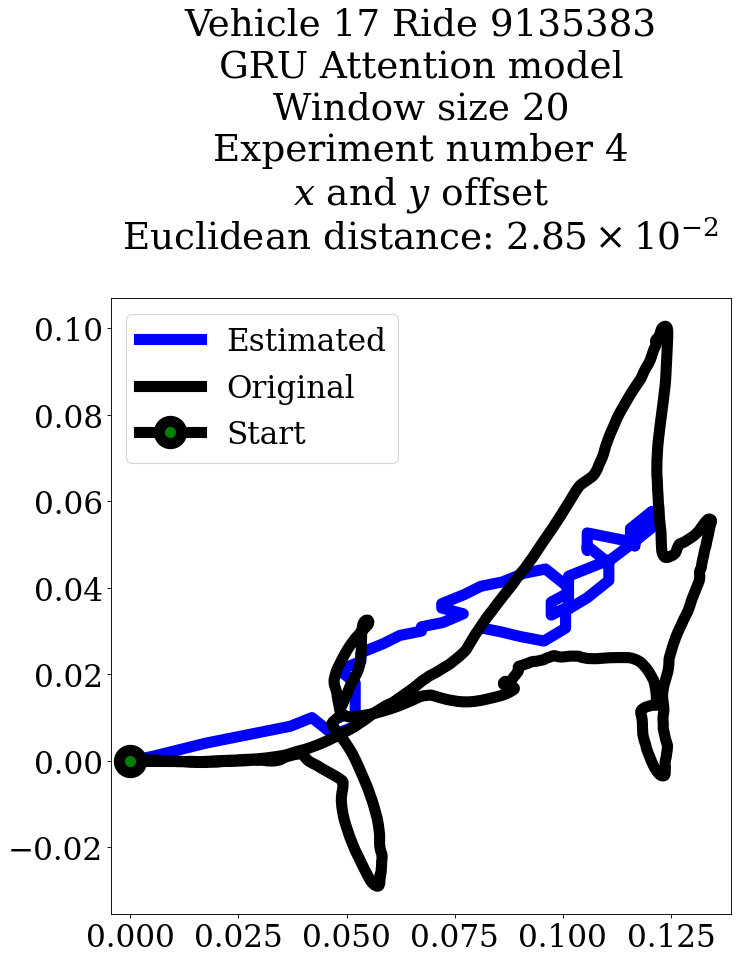 Vehicle 17 Ride 9135383
GRU Attention model
Window size 20
Experiment number 4
x and y offset
Euclidean distance: 2.85 × 10⁻²
Estimated
Original
Start
0.10
0.08
0.06
0.04
0.02
0.00
−0.02
0.000 0.025 0.050 0.075 0.100 0.125